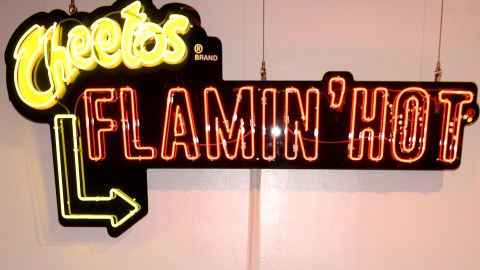 Cheetos
® BRAND
FLAMIN' HOT